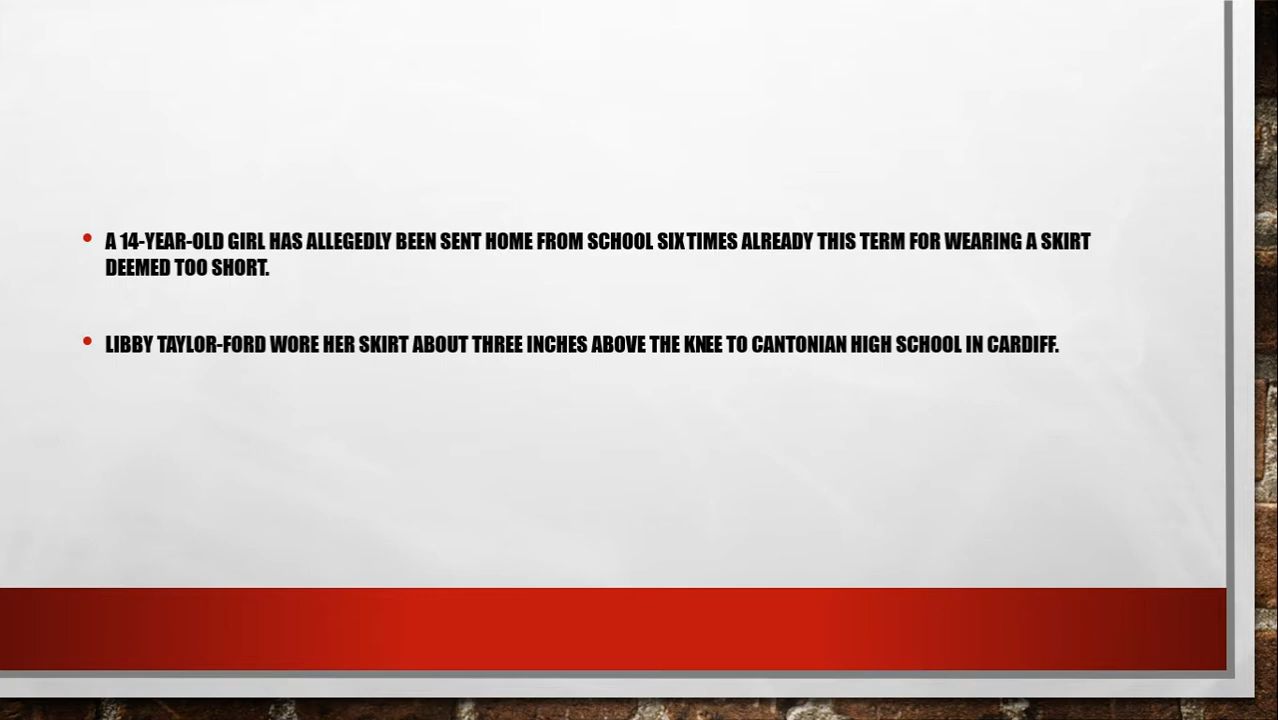 • A 14-YEAR-OLD GIRL HAS ALLEGEDLY BEEN SENT HOME FROM SCHOOL SIX TIMES ALREADY THIS TERM FOR WEARING A SKIRT
DEEMED TOO SHORT.
• LIBBY TAYLOR-FORD WORE HER SKIRT ABOUT THREE INCHES ABOVE THE KNEE TO CANTONIAN HIGH SCHOOL IN CARDIFF.